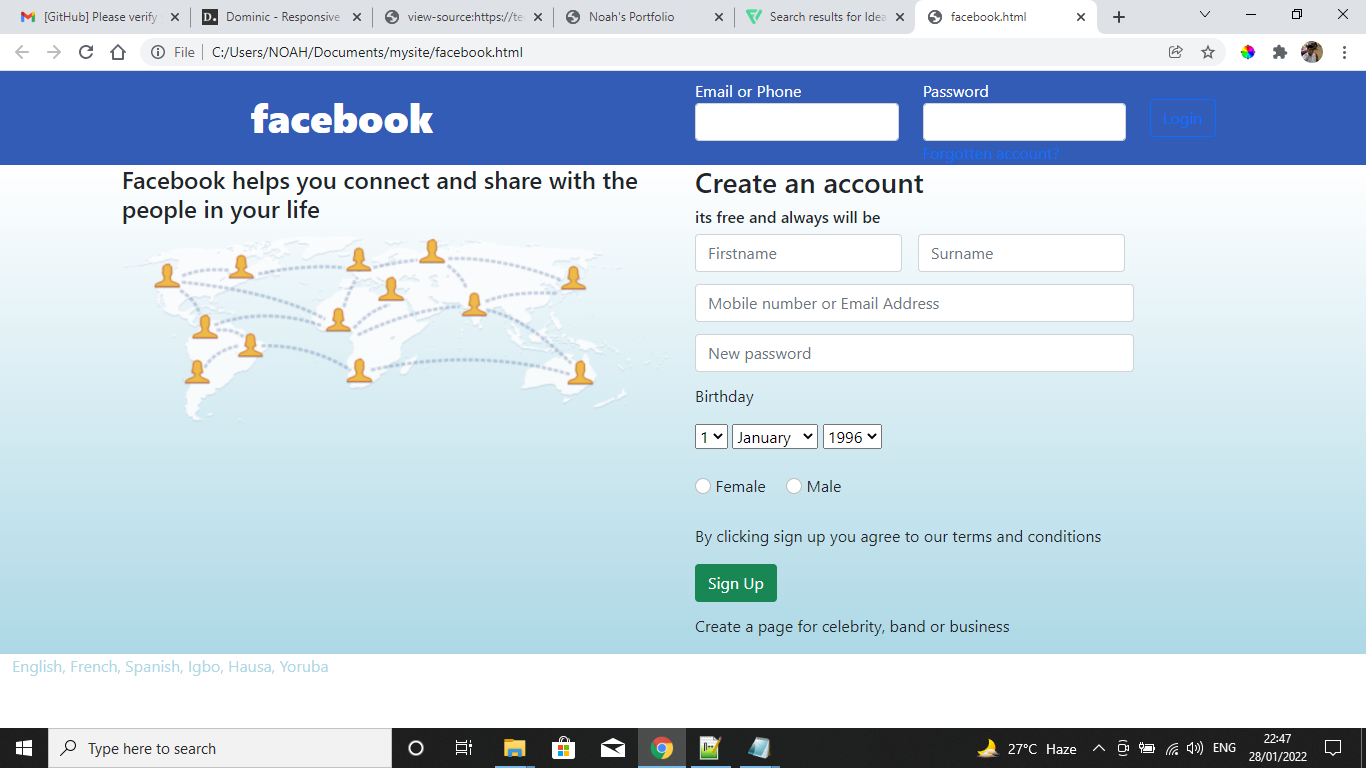 [GitHub] Please verify
Dominic - Responsive
view-source:https://te
Noah's Portfolio
Search results for Idea
facebook.html
File
C:/Users/NOAH/Documents/mysite/facebook.html
facebook
Email or Phone
Password
Login
Forgotten account?
Facebook helps you connect and share with the
people in your life
Create an account
its free and always will be
Firstname
Surname
Mobile number or Email Address
New password
Birthday
1 January 1996
Female Male
By clicking sign up you agree to our terms and conditions
Sign Up
Create a page for celebrity, band or business
English, French, Spanish, Igbo, Hausa, Yoruba
Type here to search
27°C Haze
ENG
22:47
28/01/2022